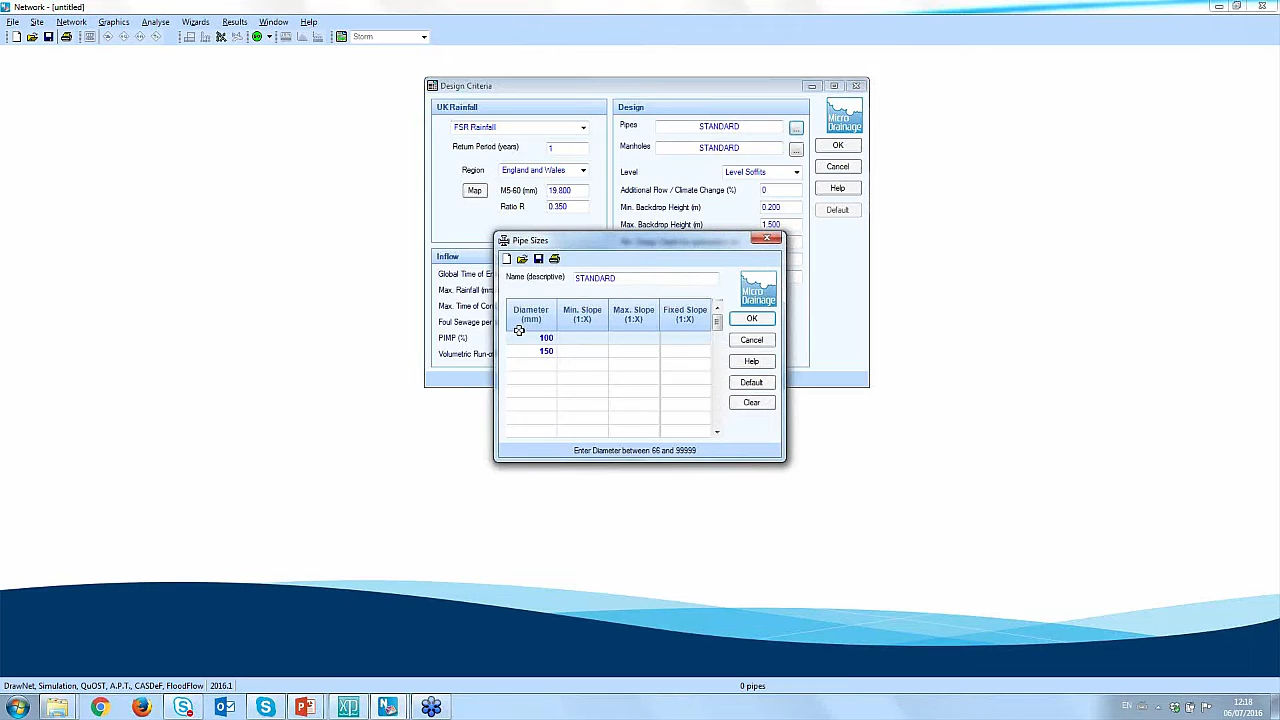 Network - [untitled]
File Site Network Graphics Analyse Wizards Results Window Help
Storm
Design Criteria
UK Rainfall
FSR Rainfall
Return Period (years) 1
Region England and Wales
Map M5-60 (mm) 19.800
Ratio R 0.350
Inflow
Global Time of En
Max. Rainfall (mm
Max. Time of Con
Foul Sewage per
PIMP (%)
Volumetric Run-of
Design
Pipes STANDARD ...
Manholes STANDARD ...
Level Level Soffits
Additional Flow / Climate Change (%) 0
Min. Backdrop Height (m) 0.200
Max. Backdrop Height (m) 1.500
Micro Drainage
OK
Cancel
Help
Default
Pipe Sizes
Name (descriptive) STANDARD
Diameter (mm) Min. Slope (1:X) Max. Slope (1:X) Fixed Slope (1:X)
100
150
Micro Drainage
OK
Cancel
Help
Default
Clear
Enter Diameter between 66 and 99999
DrawNet, Simulation, QuOST, A.P.T., CASDeF, FloodFlow 2016.1 0 pipes
EN 12:18
06/07/2016